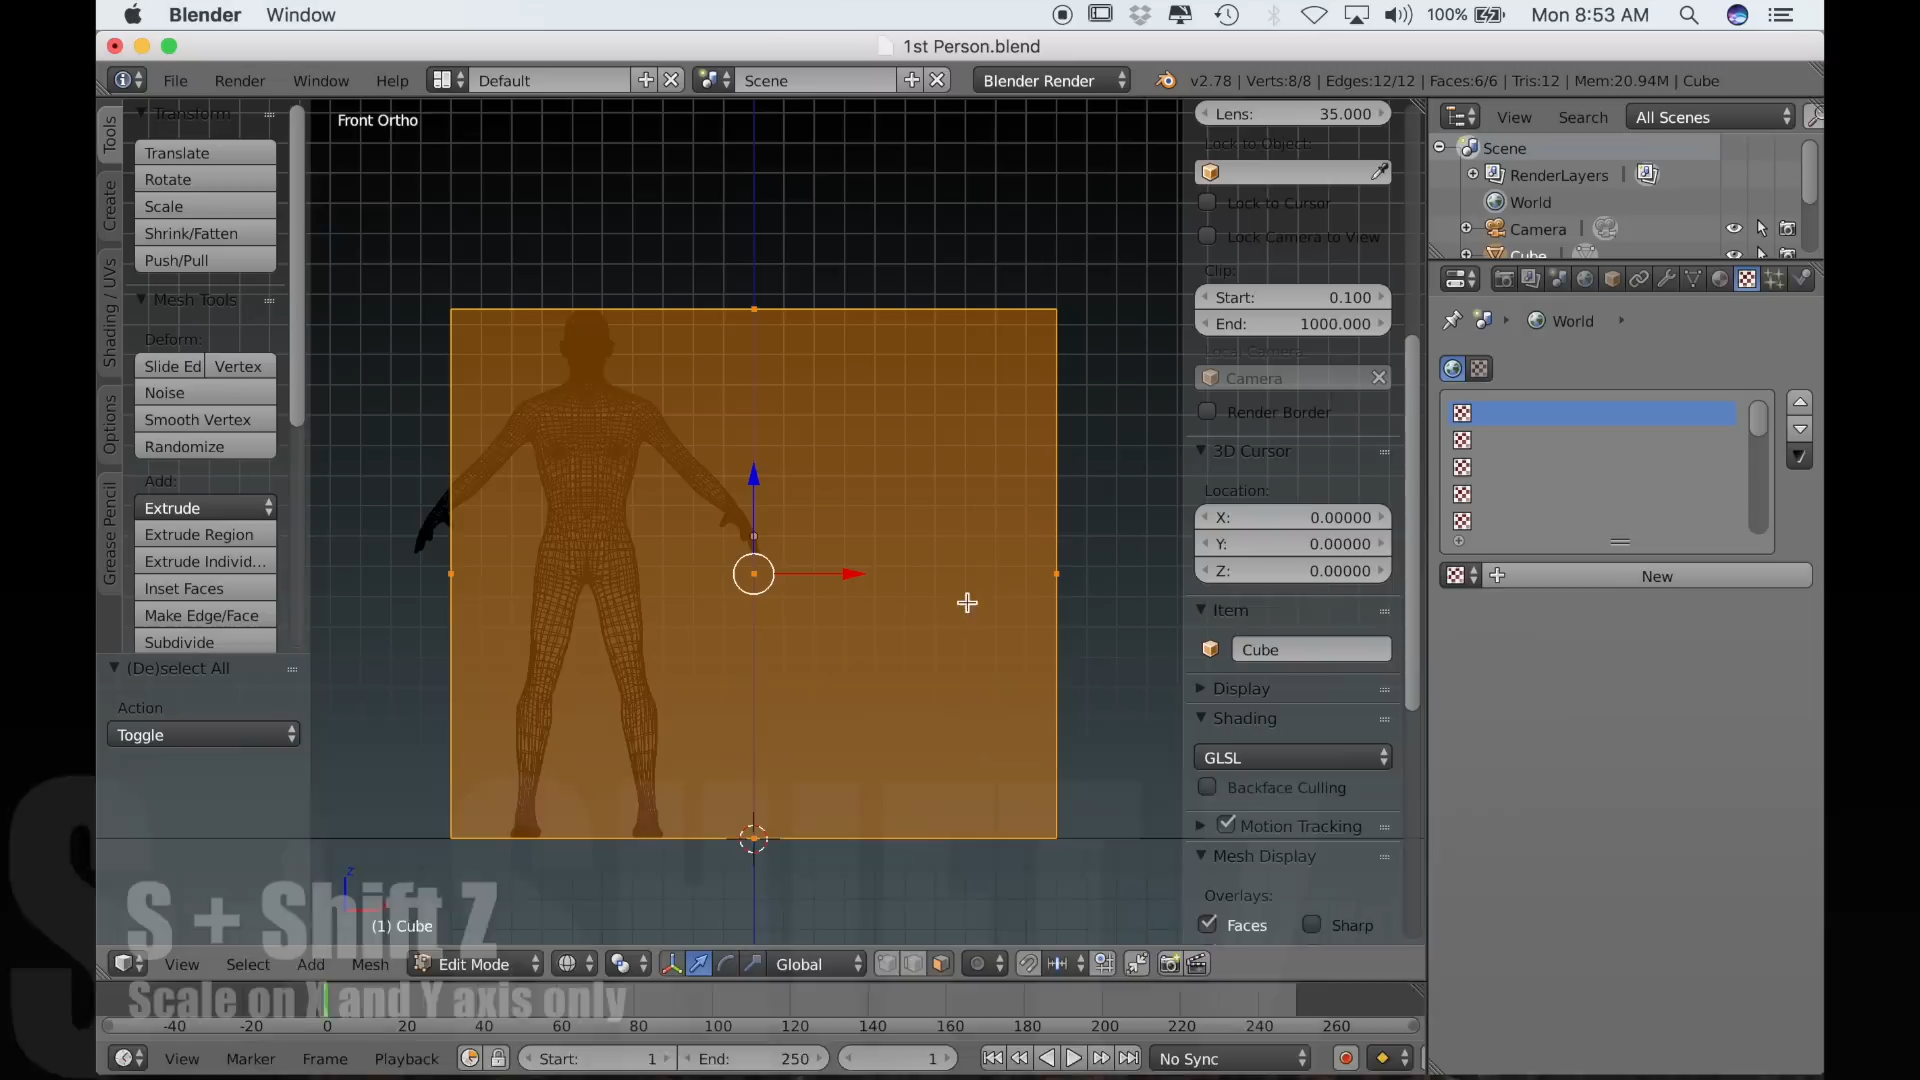 Blender Window 100% Mon 8:53 AM
1st Person.blend
File Render Window Help Default Scene Blender Render v2.78 | Verts:8/8 | Edges:12/12 | Faces:6/6 | Tris:12 | Mem:20.94M | Cube
Tools
Create
Shading / UVs
Options
Grease Pencil
Transform
Translate
Rotate
Scale
Shrink/Fatten
Push/Pull
Mesh Tools
Deform:
Slide Ed Vertex
Noise
Smooth Vertex
Randomize
Add:
Extrude
Extrude Region
Extrude Individ...
Inset Faces
Make Edge/Face
Subdivide
(De)select All
Action
Toggle
Front Ortho
z
(1) Cube
S + Shift Z
Scale on X and Y axis only
Lens: 35.000
Lock to Object:
Lock to Cursor
Lock Camera to View
Clip:
Start: 0.100
End: 1000.000
Local Camera:
Camera
Render Border
3D Cursor
Location:
X: 0.00000
Y: 0.00000
Z: 0.00000
Item
Cube
Display
Shading
GLSL
Backface Culling
Motion Tracking
Mesh Display
Overlays:
Faces Sharp
View Search All Scenes
Scene
RenderLayers |
World
Camera |
Cube
World
New
View Select Add Mesh Edit Mode Global
-40 -20 0 20 40 60 80 100 120 140 160 180 200 220 240 260
View Marker Frame Playback Start: 1 End: 250 1 No Sync